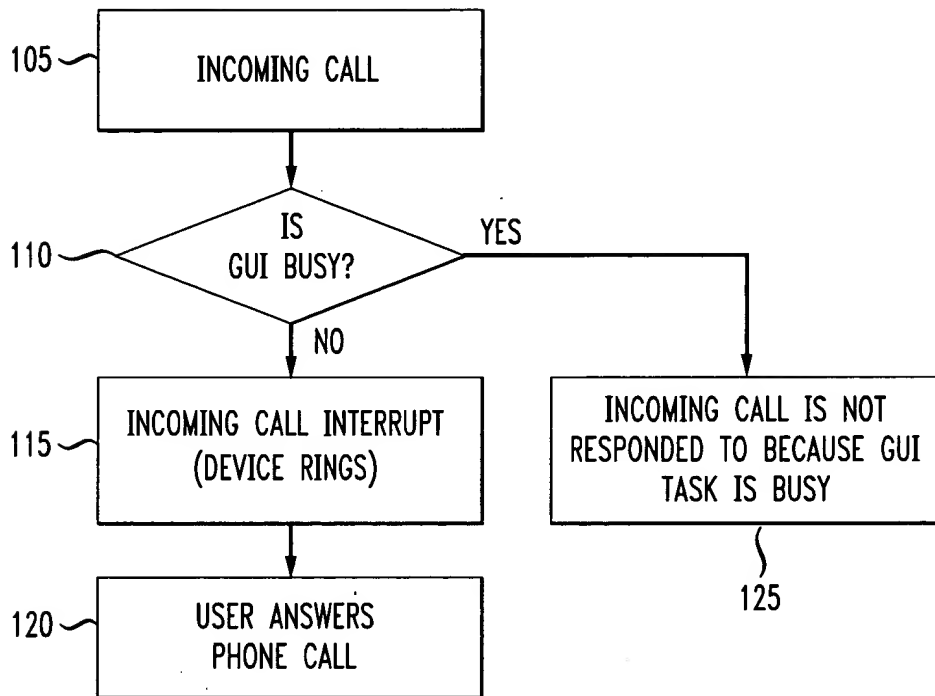 105
INCOMING CALL
110
IS
GUI BUSY?
YES
NO
115
INCOMING CALL INTERRUPT
(DEVICE RINGS)
INCOMING CALL IS NOT
RESPONDED TO BECAUSE GUI
TASK IS BUSY
125
120
USER ANSWERS
PHONE CALL